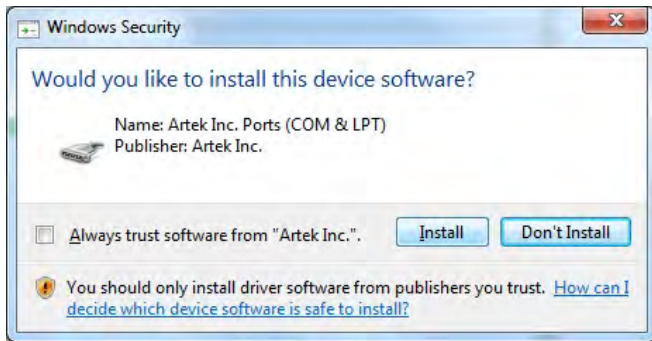 Windows Security
Would you like to install this device software?
Name: Artek Inc. Ports (COM & LPT)
Publisher: Artek Inc.
Always trust software from "Artek Inc.".
Install
Don't Install
You should only install driver software from publishers you trust. How can I
decide which device software is safe to install?